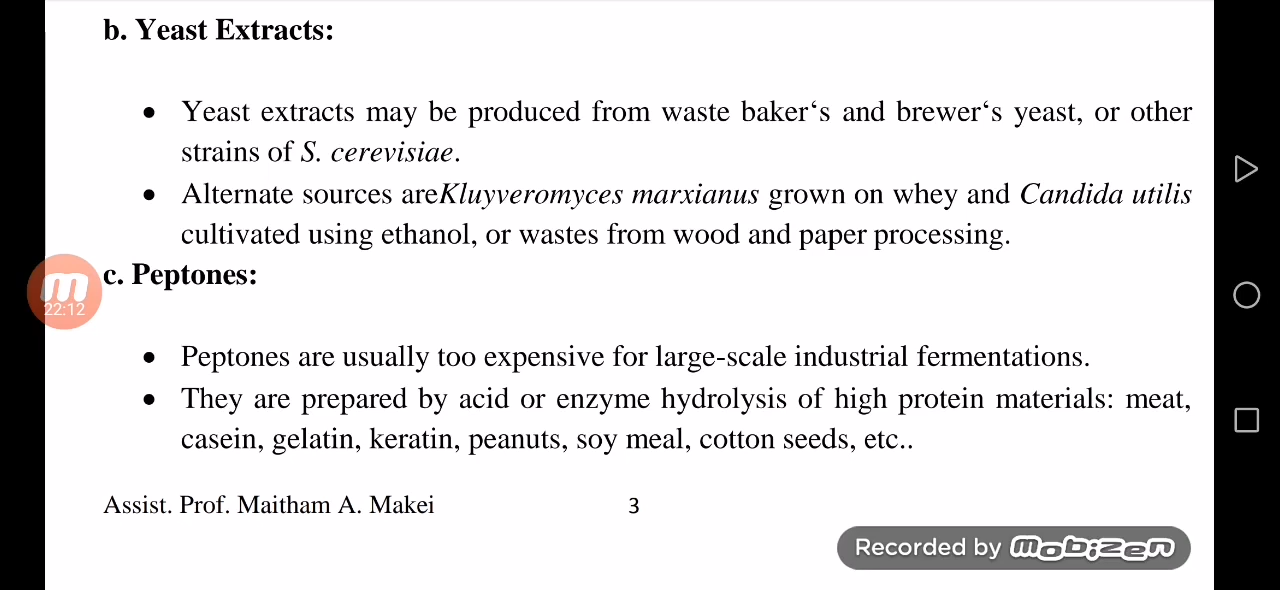 b. Yeast Extracts:
• Yeast extracts may be produced from waste baker‘s and brewer‘s yeast, or other
strains of S. cerevisiae.
• Alternate sources areKluyveromyces marxianus grown on whey and Candida utilis
cultivated using ethanol, or wastes from wood and paper processing.
22:12
c. Peptones:
• Peptones are usually too expensive for large-scale industrial fermentations.
• They are prepared by acid or enzyme hydrolysis of high protein materials: meat,
casein, gelatin, keratin, peanuts, soy meal, cotton seeds, etc..
Assist. Prof. Maitham A. Makei 3
Recorded by mobizen